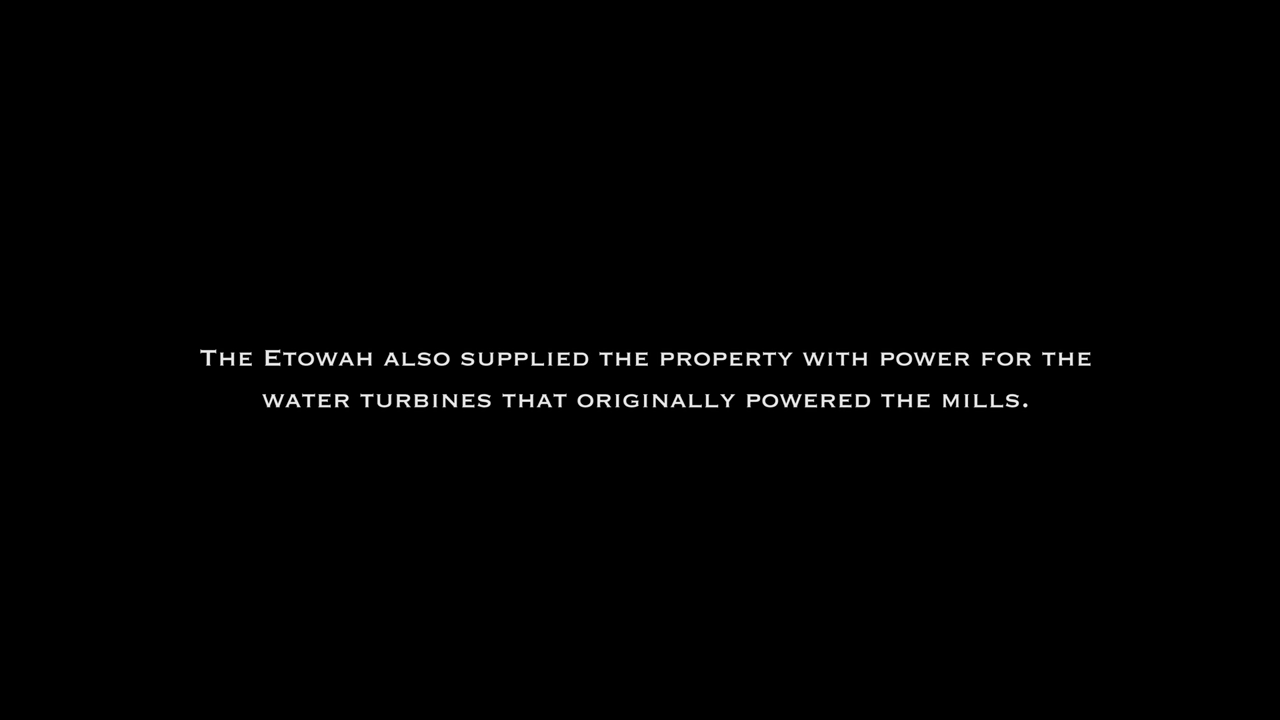 The Etowah also supplied the property with power for the
water turbines that originally powered the mills.